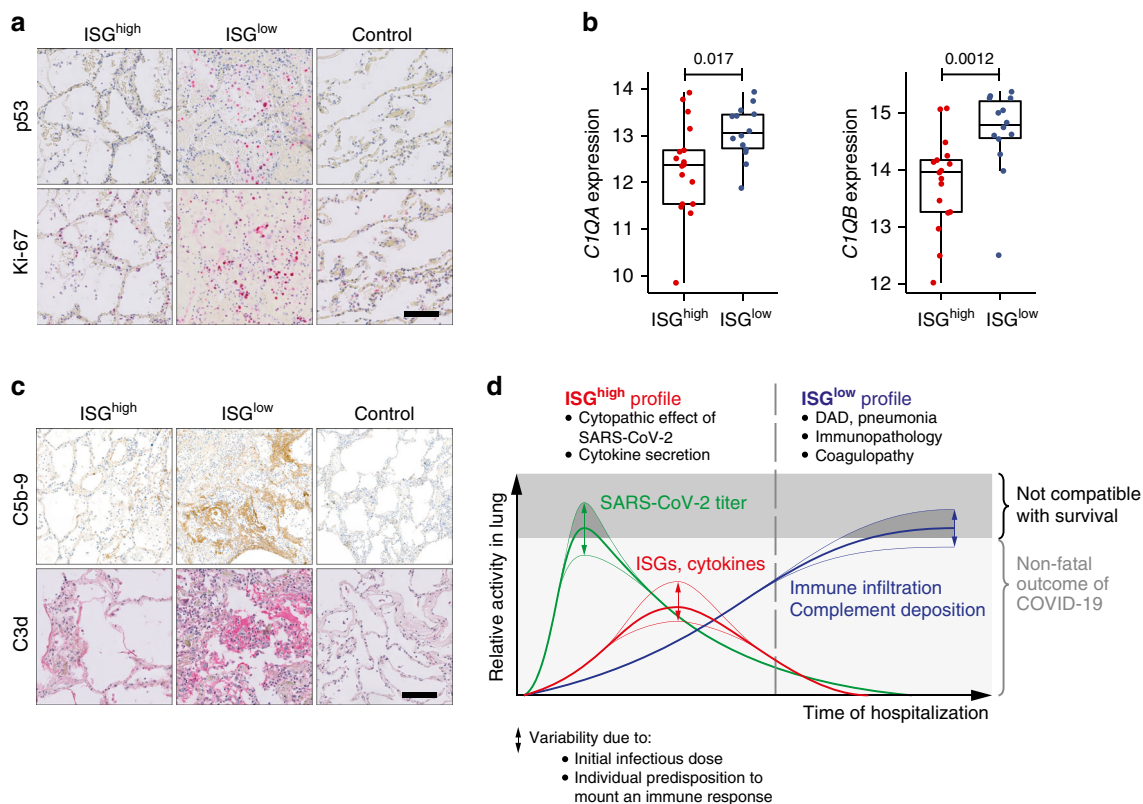 a
ISG^high ISG^low Control
p53
Ki-67
b
0.017
14
13
12
11
10
C1QA expression
ISG^high ISG^low
0.0012
15
14
13
12
C1QB expression
ISG^high ISG^low
c
ISG^high ISG^low Control
C5b-9
C3d
d
ISG^high profile
• Cytopathic effect of
SARS-CoV-2
• Cytokine secretion
ISG^low profile
• DAD, pneumonia
• Immunopathology
• Coagulopathy
Relative activity in lung
SARS-CoV-2 titer
ISGs, cytokines
Immune infiltration
Complement deposition
Not compatible
with survival
Non-fatal
outcome of
COVID-19
Time of hospitalization
Variability due to:
• Initial infectious dose
• Individual predisposition to
mount an immune response